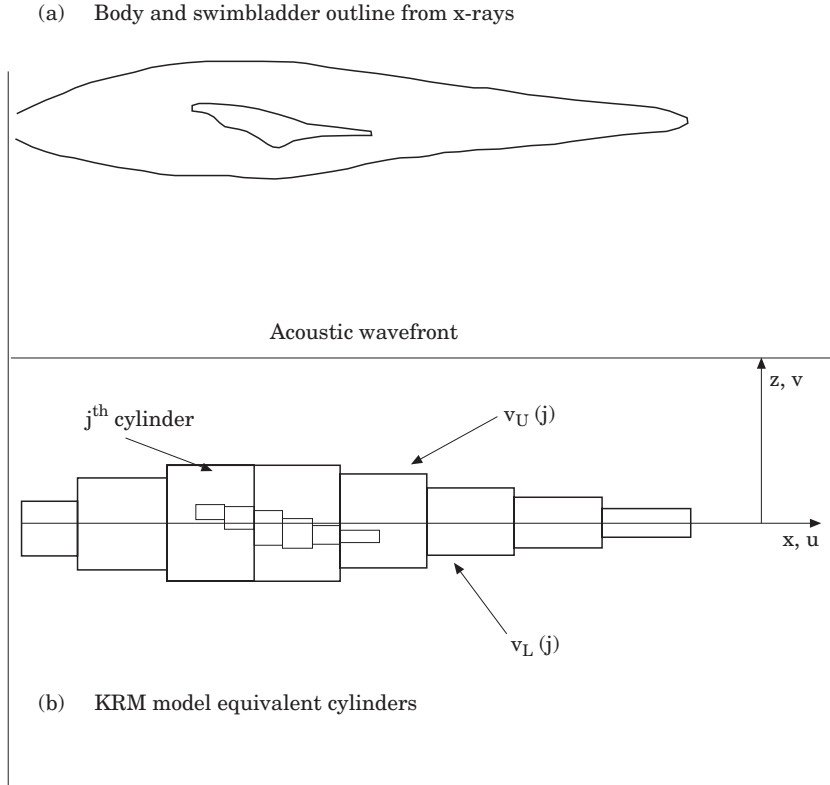 (a) Body and swimbladder outline from x-rays
Acoustic wavefront
z, v
jth cylinder
vU (j)
x, u
vL (j)
(b) KRM model equivalent cylinders